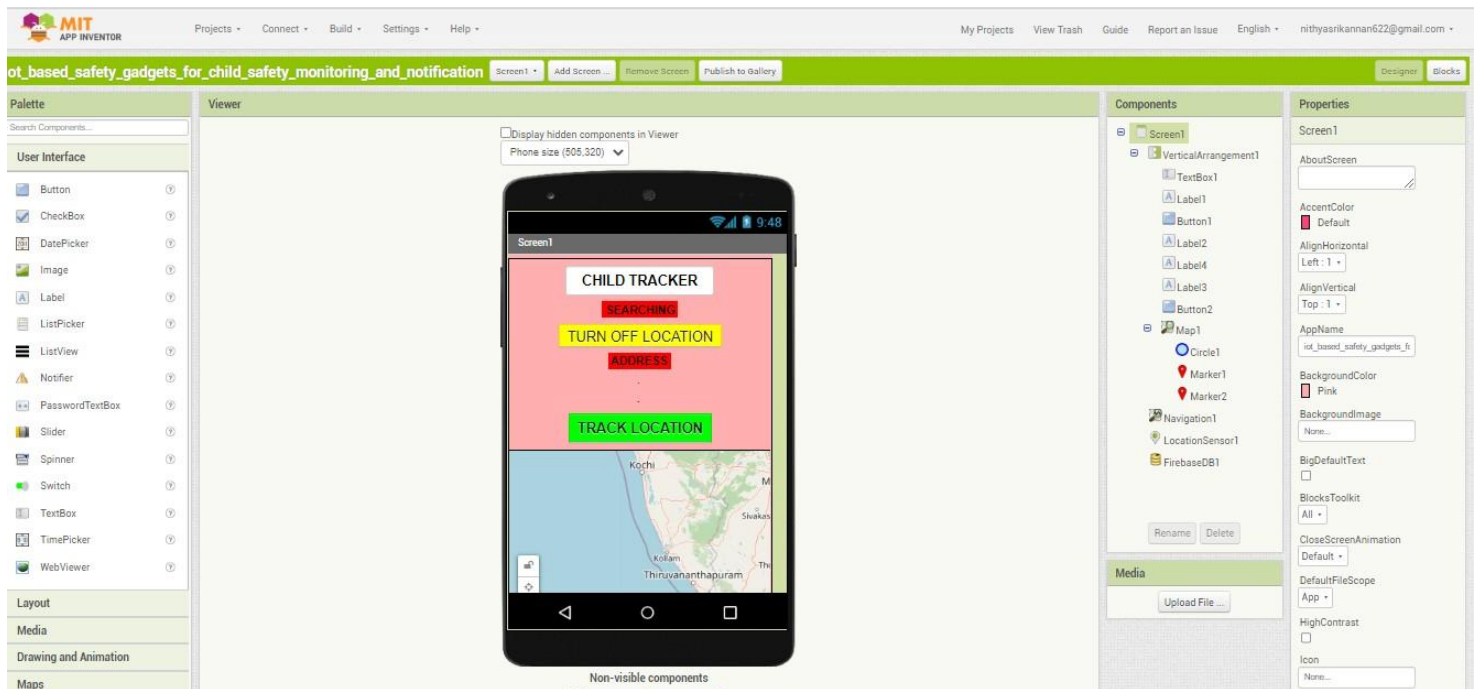 MIT
APP INVENTOR
Projects Connect Build Settings Help
My Projects View Trash Guide Report an Issue English nithyasrikannan622@gmail.com
iot_based_safety_gadgets_for_child_safety_monitoring_and_notification Screen1 Add Screen ... Remove Screen Publish to Gallery Designer Blocks
Palette
Search Components...
User Interface
Button
CheckBox
DatePicker
Image
Label
ListPicker
ListView
Notifier
PasswordTextBox
Slider
Spinner
Switch
TextBox
TimePicker
WebViewer
Layout
Media
Drawing and Animation
Maps
Viewer
Display hidden components in Viewer
Phone size (505,320)
9:48
Screen1
CHILD TRACKER
SEARCHING
TURN OFF LOCATION
ADDRESS
.
.
TRACK LOCATION
Kochi
M
Sivakas
Kollam
Thiruvananthapuram
Th
Non-visible components
Components
Screen1
VerticalArrangement1
TextBox1
Label1
Button1
Label2
Label4
Label3
Button2
Map1
Circle1
Marker1
Marker2
Navigation1
LocationSensor1
FirebaseDB1
Rename Delete
Media
Upload File ...
Properties
Screen1
AboutScreen
AccentColor
Default
AlignHorizontal
Left : 1
AlignVertical
Top : 1
AppName
iot_based_safety_gadgets_fc
BackgroundColor
Pink
BackgroundImage
None...
BigDefaultText
BlocksToolkit
All
CloseScreenAnimation
Default
DefaultFileScope
App
HighContrast
Icon
None...